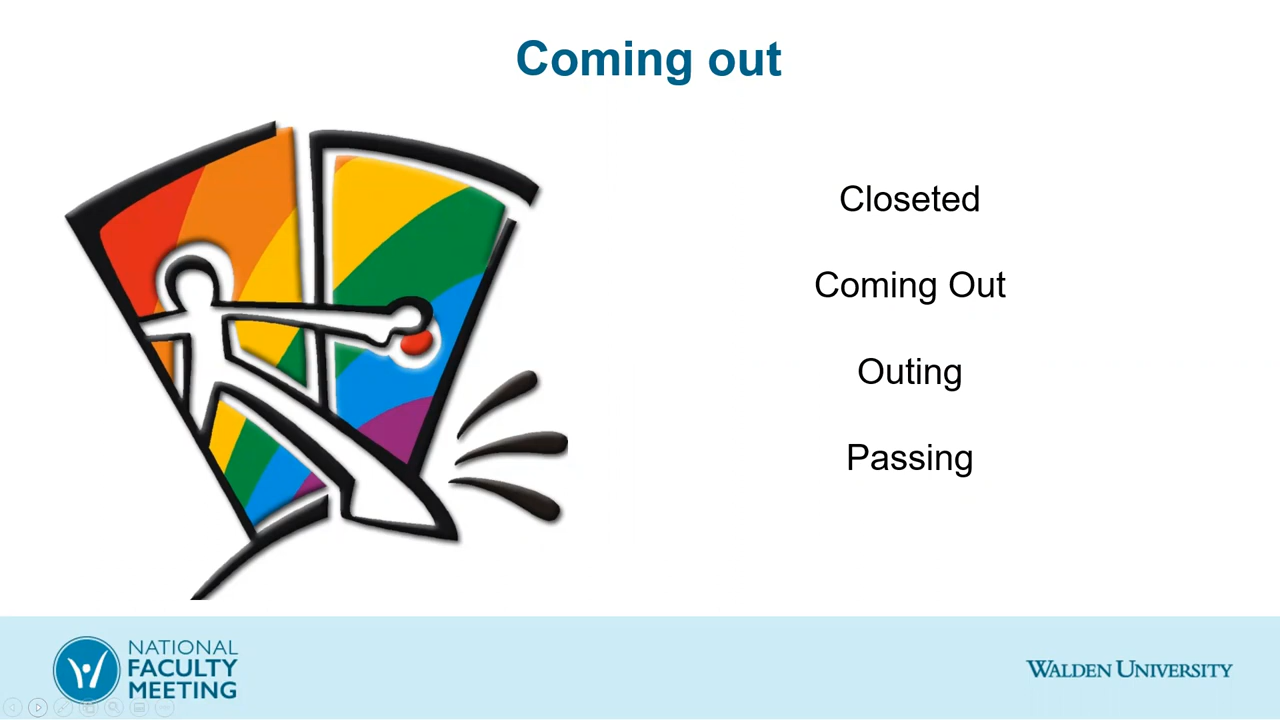 Coming out
Closeted
Coming Out
Outing
Passing
NATIONAL
FACULTY
MEETING
WALDEN UNIVERSITY